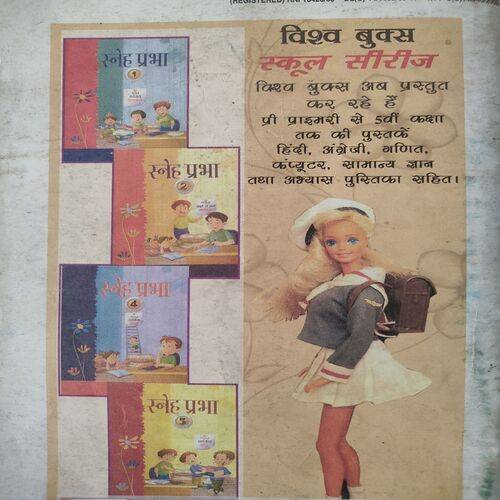 स्नेह प्रभा
1
स्नेह प्रभा
2
स्नेह प्रभा
4
स्नेह प्रभा
5
विश्व बुक्स
स्कूल सीरीज
विश्व बुक्स अब प्रस्तुत
कर रहे हैं
प्री प्राइमरी से 5वीं कक्षा
तक की पुस्तकें
हिंदी, अंग्रेजी, गणित,
कंप्यूटर, सामान्य ज्ञान
तथा अभ्यास पुस्तिका सहित।